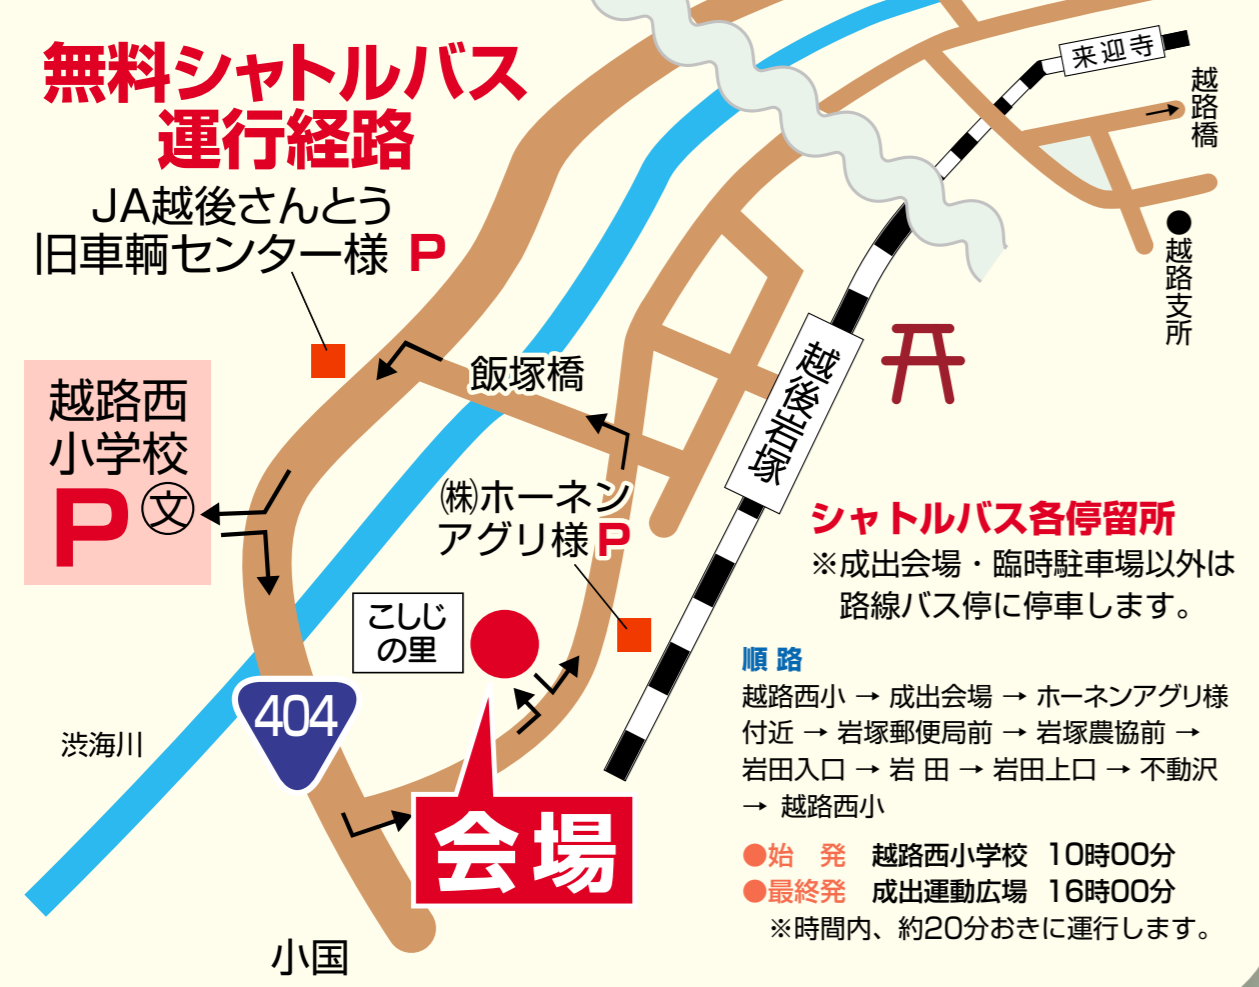 無料シャトルバス
運行経路
JA越後さんとう
旧車輌センター様 P
来迎寺
越路橋
●越路支所
飯塚橋
越後岩塚
越路西
小学校
P 文
㈱ホーネン
アグリ様 P
こしじ
の里
404
渋海川
会場
小国
シャトルバス各停留所
※成出会場・臨時駐車場以外は
路線バス停に停車します。
順路
越路西小 → 成出会場 → ホーネンアグリ様
付近 → 岩塚郵便局前 → 岩塚農協前 →
岩田入口 → 岩 田 → 岩田上口 → 不動沢
→ 越路西小
●始　発　越路西小学校　10時00分
●最終発　成出運動広場　16時00分
※時間内、約20分おきに運行します。